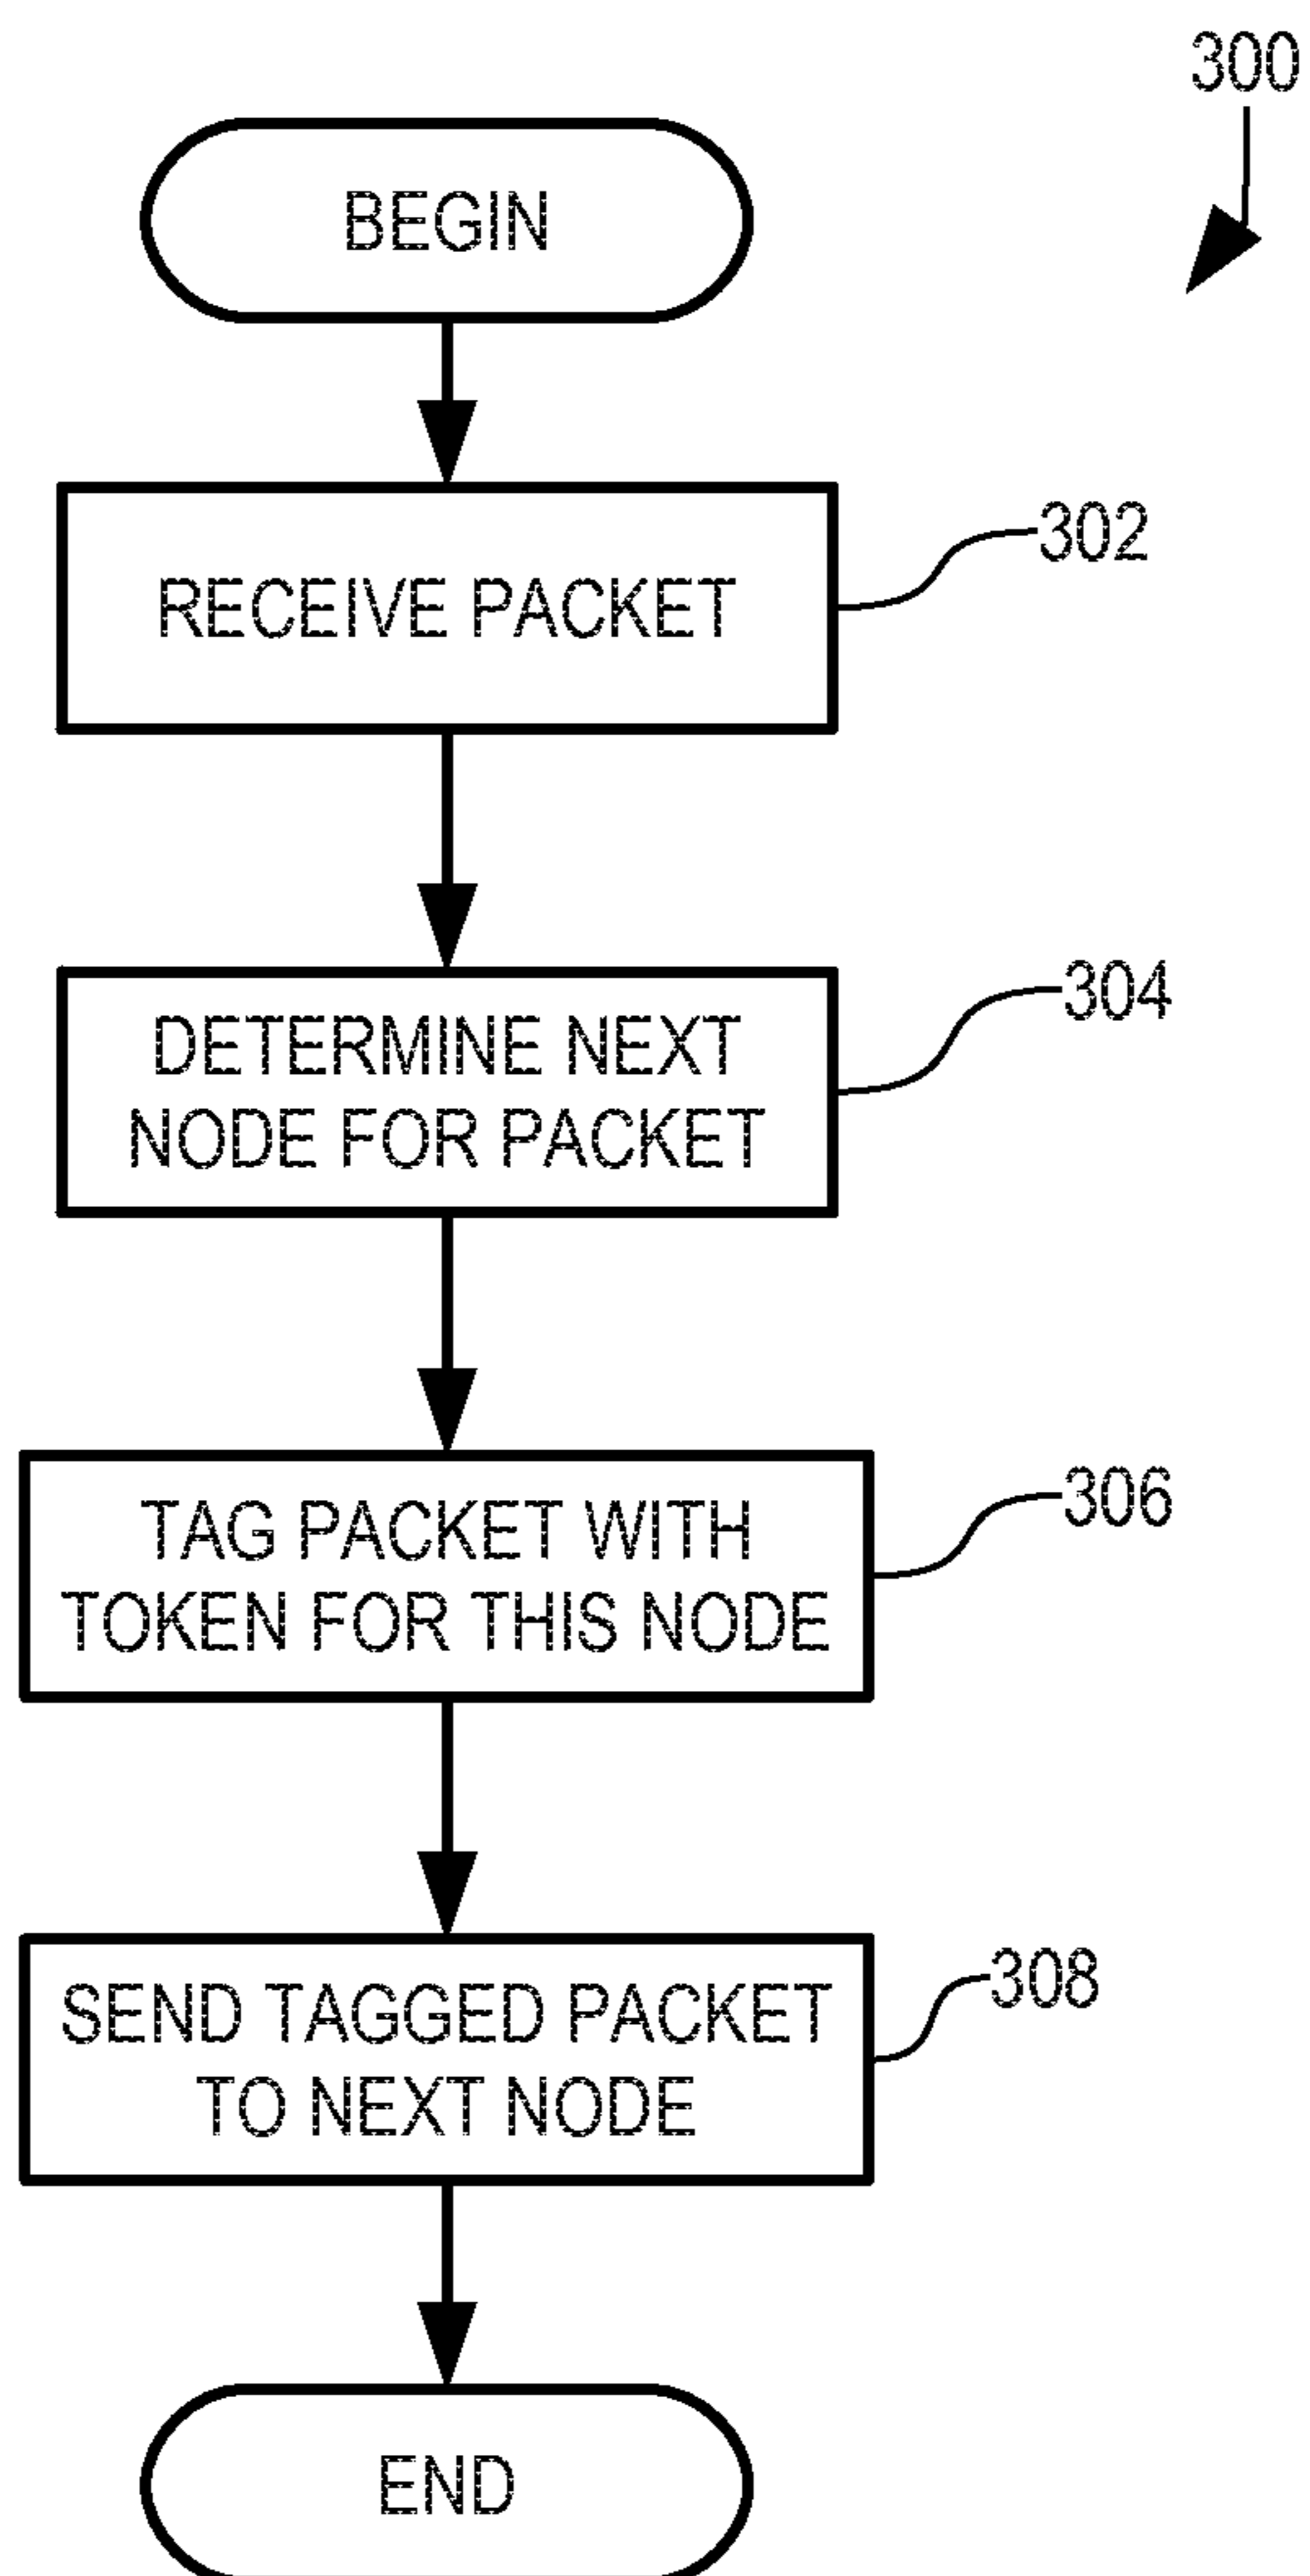 300
BEGIN
RECEIVE PACKET
302
DETERMINE NEXT
NODE FOR PACKET
304
TAG PACKET WITH
TOKEN FOR THIS NODE
306
SEND TAGGED PACKET
TO NEXT NODE
308
END